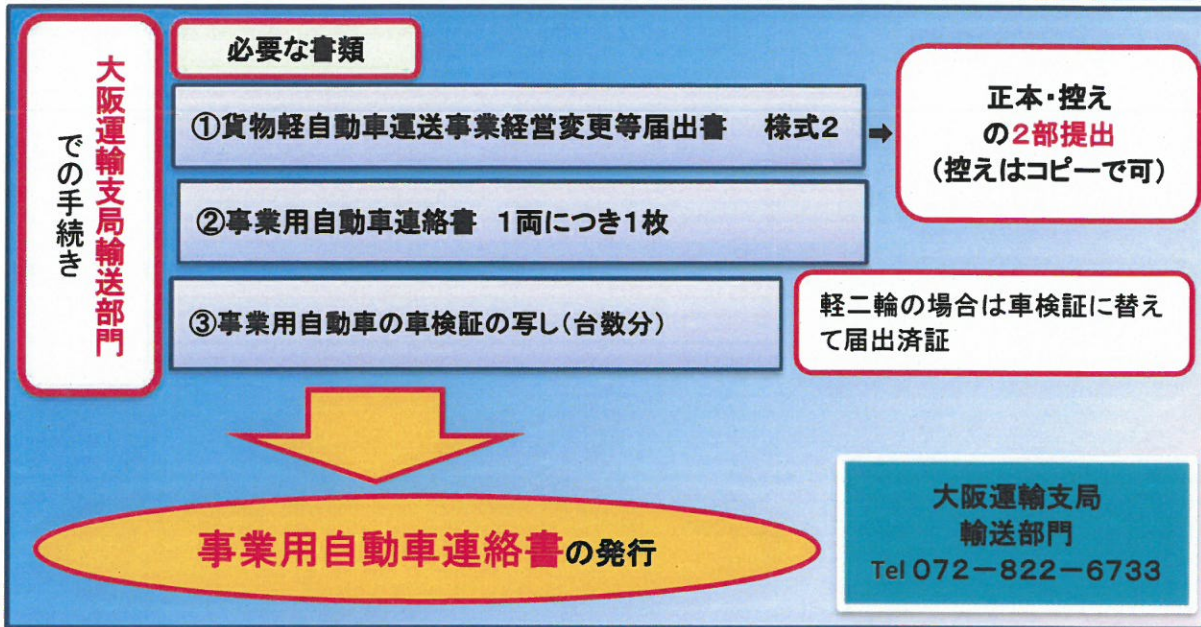 大阪運輸支局輸送部門
での手続き
必要な書類
①貨物軽自動車運送事業経営変更等届出書　様式2
➡
正本・控え
の2部提出
(控えはコピーで可)
②事業用自動車連絡書　1両につき1枚
③事業用自動車の車検証の写し(台数分)
軽二輪の場合は車検証に替え
て届出済証
事業用自動車連絡書の発行
大阪運輸支局
輸送部門
Tel 072－822－6733